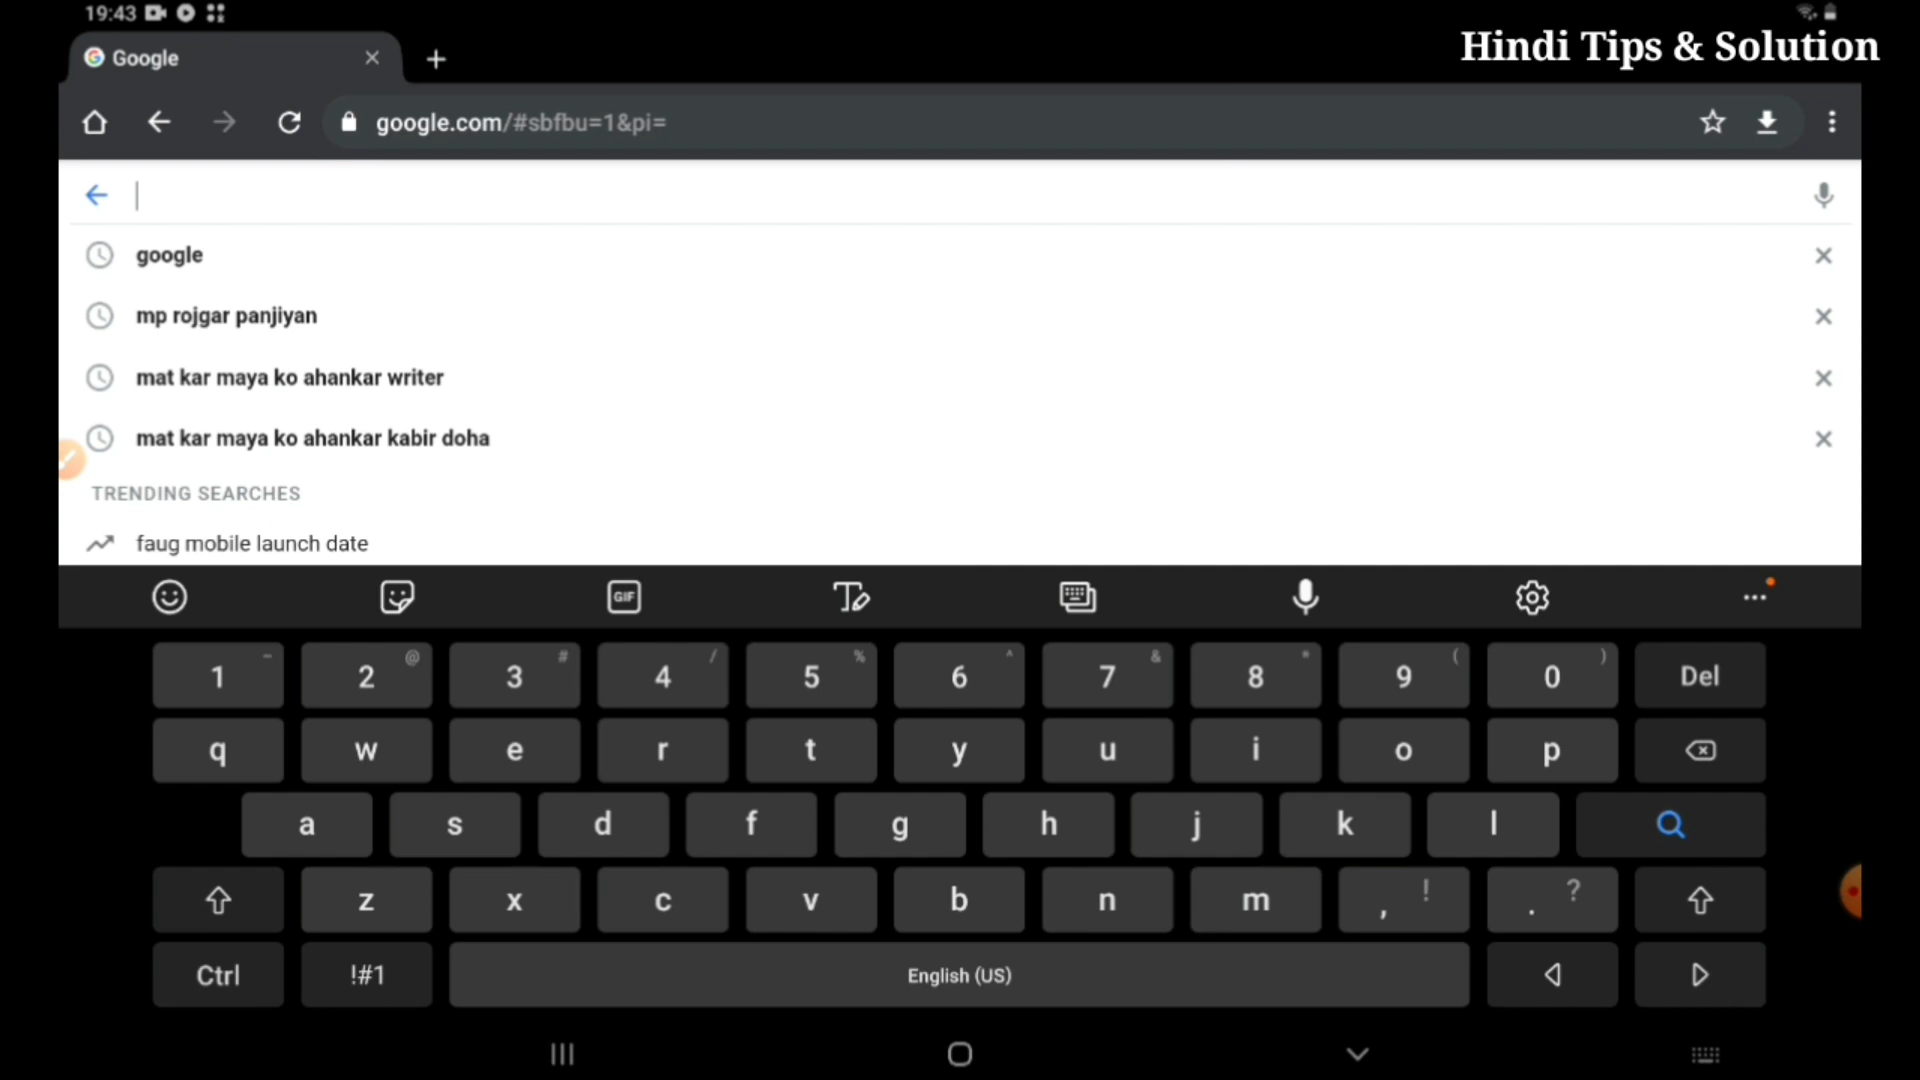 19:43
Hindi Tips & Solution
Google
google.com/#sbfbu=1&pi=
google
mp rojgar panjiyan
mat kar maya ko ahankar writer
mat kar maya ko ahankar kabir doha
TRENDING SEARCHES
faug mobile launch date
GIF
1 - 2 @ 3 # 4 / 5 % 6 ^ 7 & 8 * 9 ( 0 ) Del
q w e r t y u i o p
a s d f g h j k l
z x c v b n m , ! . ?
Ctrl !#1 English (US)